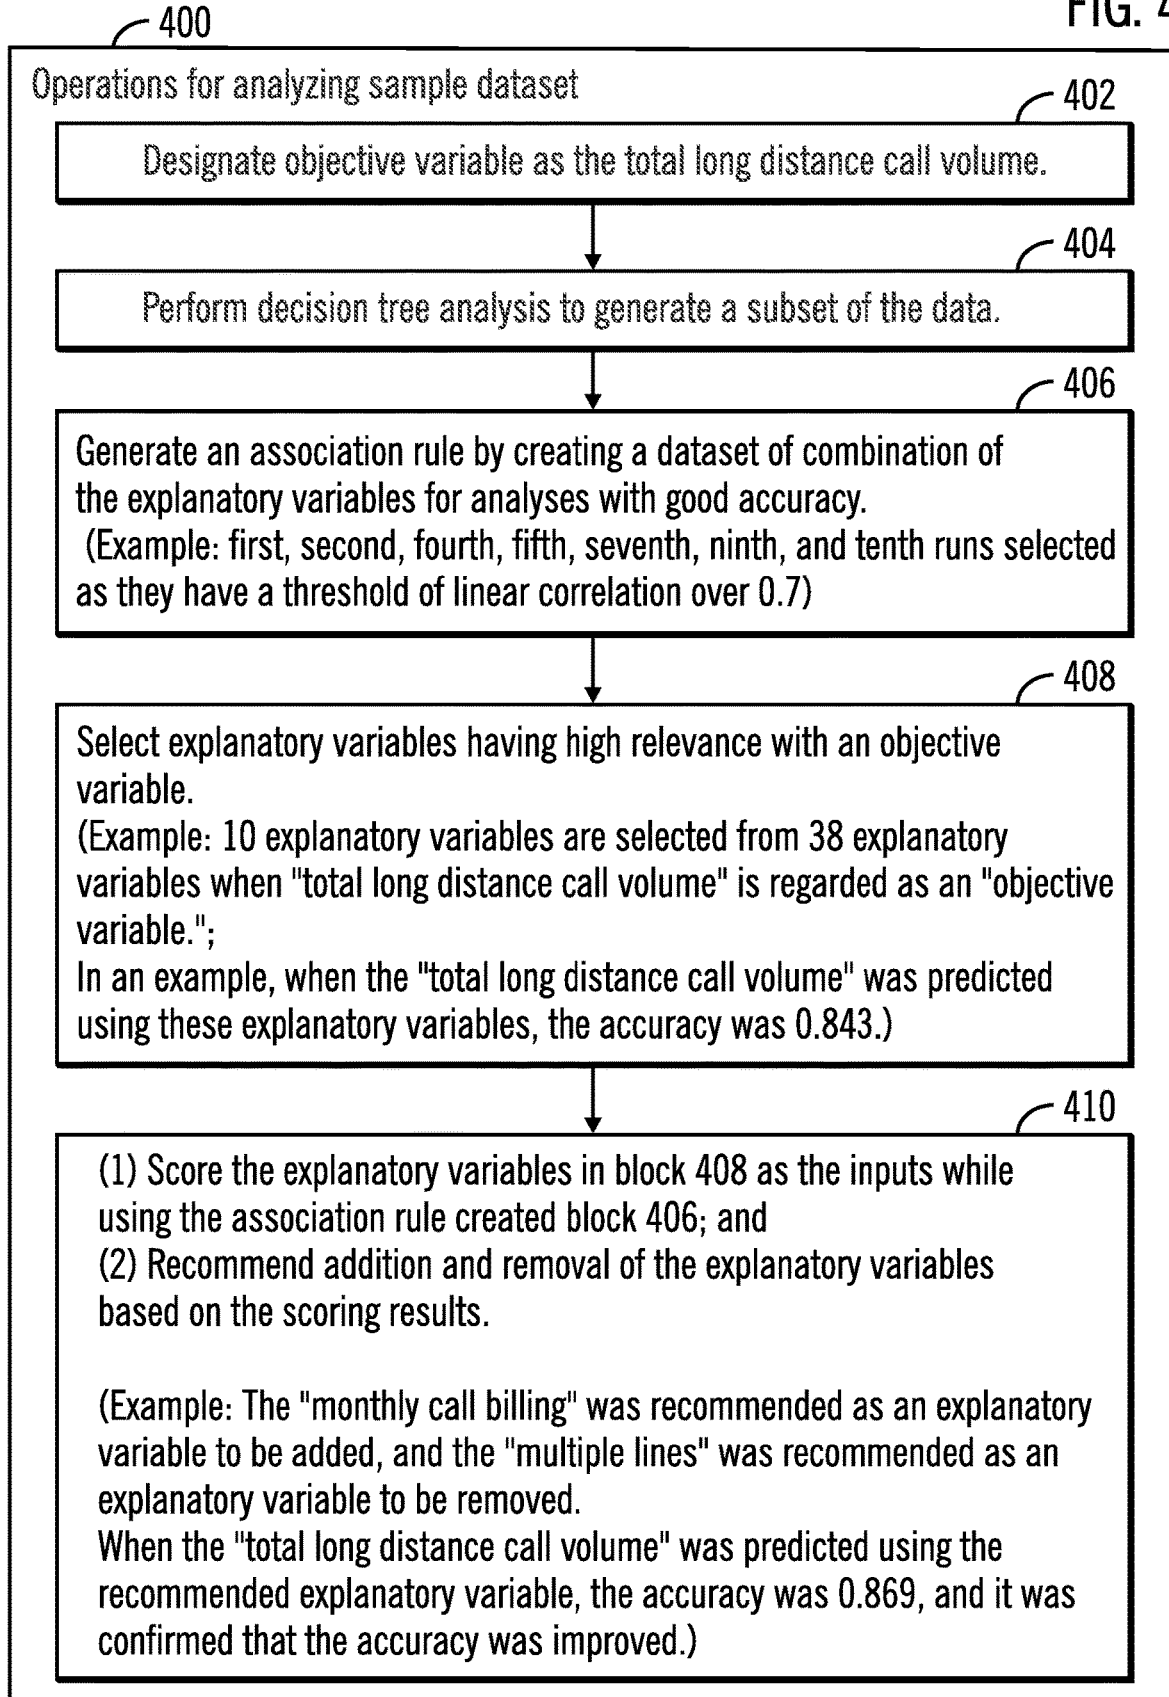 FIG. 4
400
Operations for analyzing sample dataset
402
Designate objective variable as the total long distance call volume.
404
Perform decision tree analysis to generate a subset of the data.
406
Generate an association rule by creating a dataset of combination of
the explanatory variables for analyses with good accuracy.
(Example: first, second, fourth, fifth, seventh, ninth, and tenth runs selected
as they have a threshold of linear correlation over 0.7)
408
Select explanatory variables having high relevance with an objective
variable.
(Example: 10 explanatory variables are selected from 38 explanatory
variables when "total long distance call volume" is regarded as an "objective
variable.";
In an example, when the "total long distance call volume" was predicted
using these explanatory variables, the accuracy was 0.843.)
410
(1) Score the explanatory variables in block 408 as the inputs while
using the association rule created block 406; and
(2) Recommend addition and removal of the explanatory variables
based on the scoring results.
(Example: The "monthly call billing" was recommended as an explanatory
variable to be added, and the "multiple lines" was recommended as an
explanatory variable to be removed.
When the "total long distance call volume" was predicted using the
recommended explanatory variable, the accuracy was 0.869, and it was
confirmed that the accuracy was improved.)